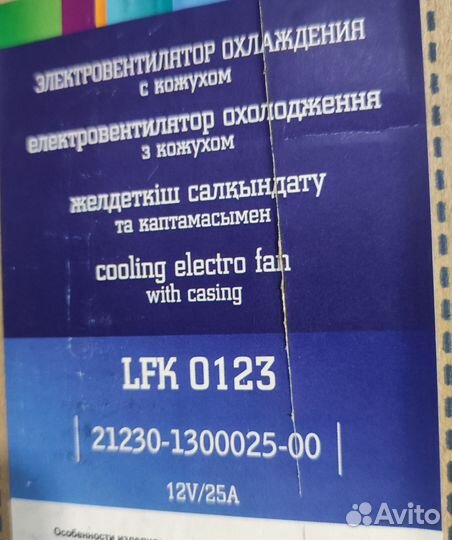 ЭЛЕКТРОВЕНТИЛЯТОР ОХЛАЖДЕНИЯ
с кожухом
електровентилятор охолодження
з кожухом
желдеткіш салқындату
та каптамасымен
cooling electro fan
with casing
LFK 0123
21230-1300025-00
12V/25A
Особенности
Avito